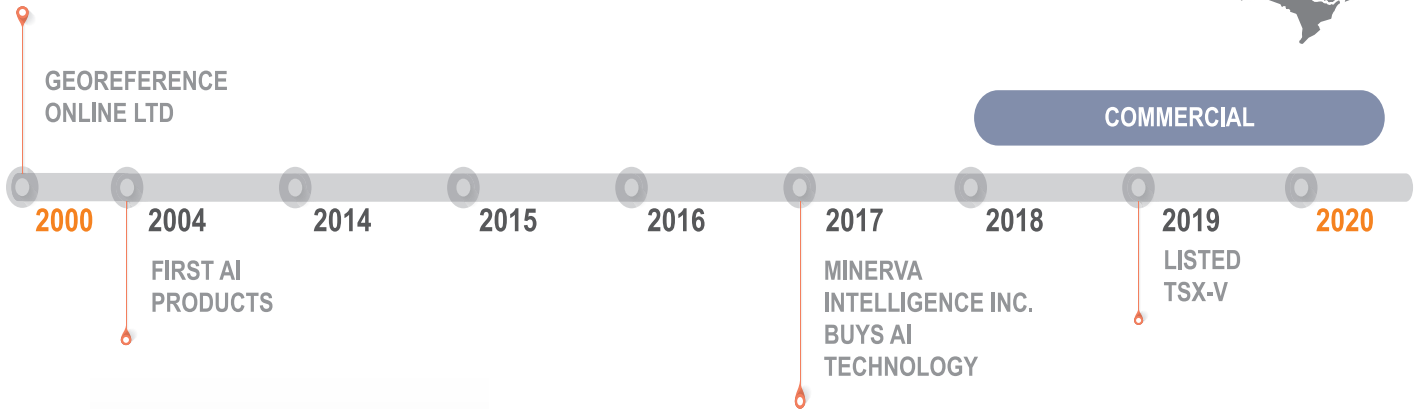 GEOREFERENCE
ONLINE LTD
COMMERCIAL
2000
2004
2014
2015
2016
2017
2018
2019
2020
FIRST AI
PRODUCTS
MINERVA
INTELLIGENCE INC.
BUYS AI
TECHNOLOGY
LISTED
TSX-V